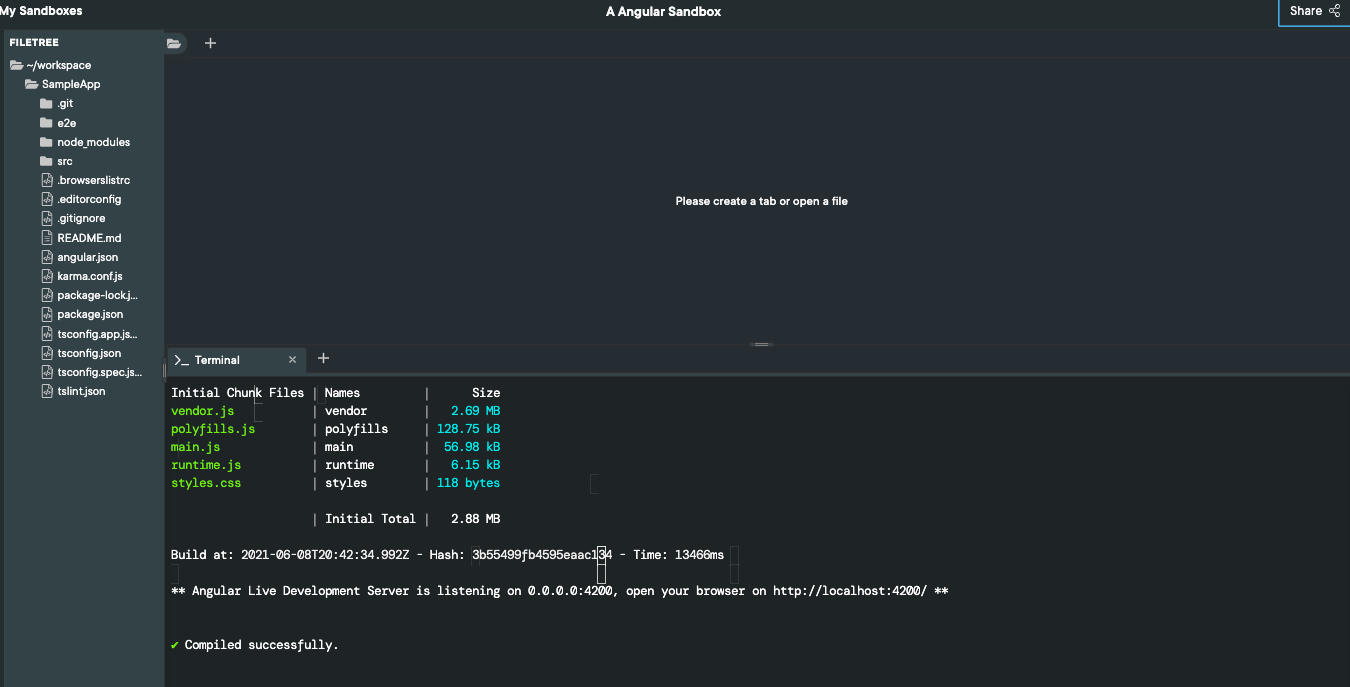 My Sandboxes
A Angular Sandbox
Share
FILETREE
~/workspace
SampleApp
.git
e2e
node_modules
src
.browserslistrc
.editorconfig
.gitignore
README.md
angular.json
karma.conf.js
package-lock.j...
package.json
tsconfig.app.js...
tsconfig.json
tsconfig.spec.js...
tslint.json
Please create a tab or open a file
>_ Terminal
Initial Chunk Files | Names | Size
vendor.js | vendor | 2.69 MB
polyfills.js | polyfills | 128.75 kB
main.js | main | 56.98 kB
runtime.js | runtime | 6.15 kB
styles.css | styles | 118 bytes
| Initial Total | 2.88 MB
Build at: 2021-06-08T20:42:34.992Z - Hash: 3b55499fb4595eaac134 - Time: 13466ms
** Angular Live Development Server is listening on 0.0.0.0:4200, open your browser on http://localhost:4200/ **
✔ Compiled successfully.